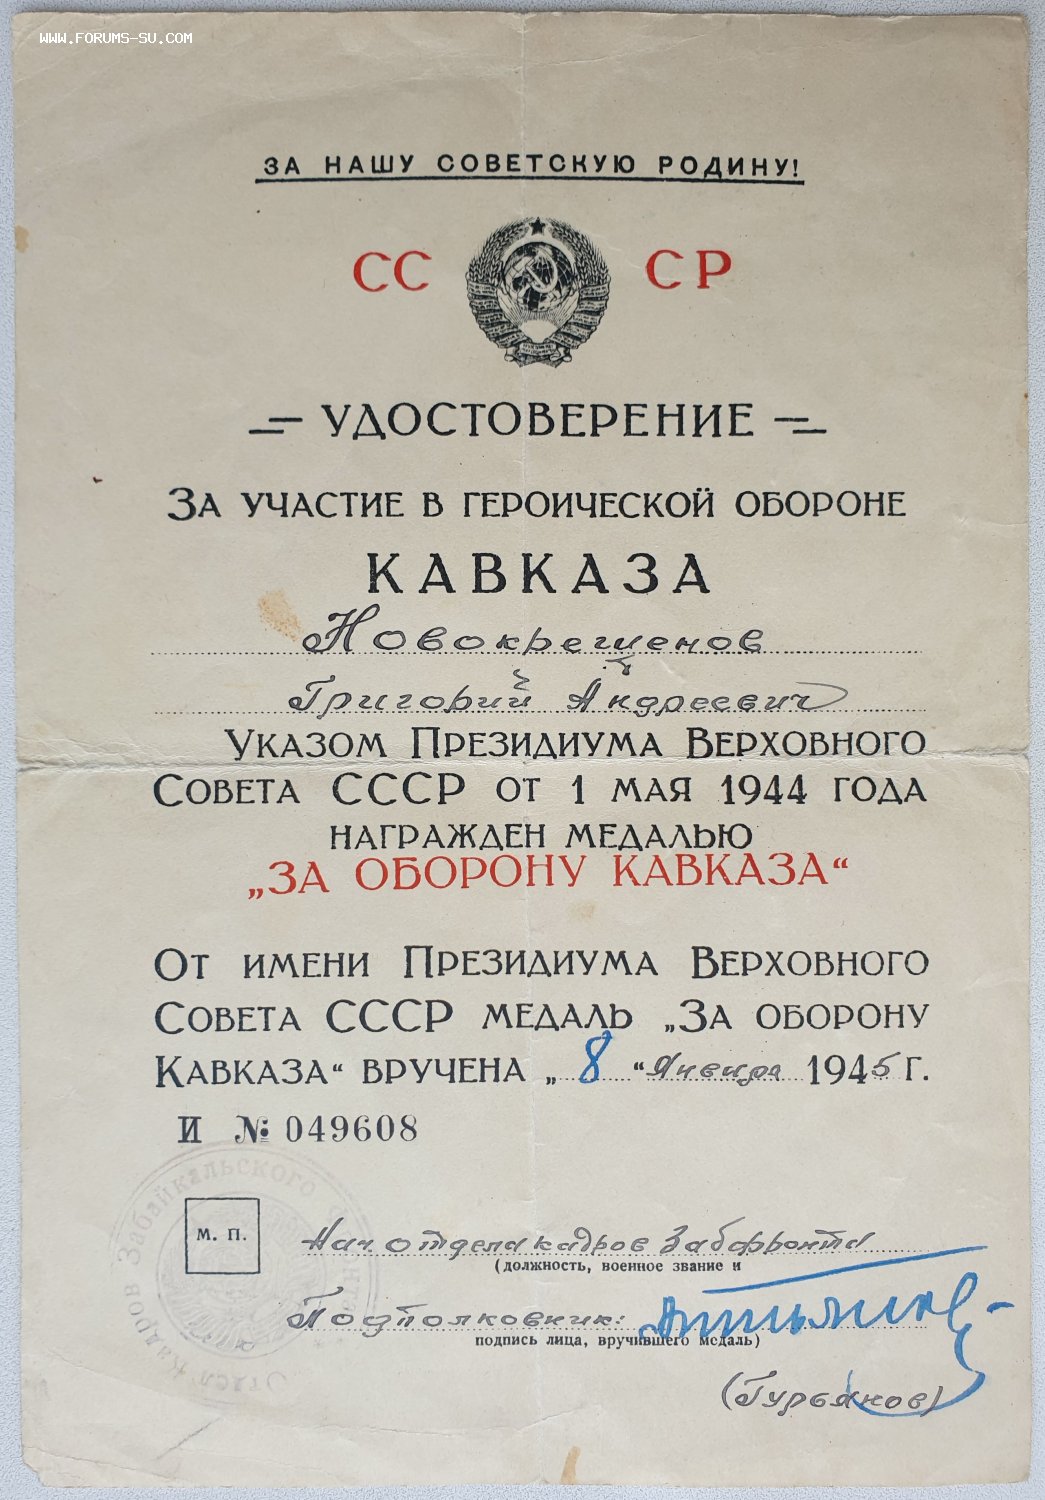 WWW.FORUMS-SU.COM
ЗА НАШУ СОВЕТСКУЮ РОДИНУ!
СС СР
УДОСТОВЕРЕНИЕ
За участие в героической обороне
КАВКАЗА
Новокрещенов
Григорий Андреевич
Указом Президиума Верховного
Совета СССР от 1 мая 1944 года
награжден медалью
„ЗА ОБОРОНУ КАВКАЗА“
От имени Президиума Верховного
Совета СССР медаль „За оборону
Кавказа“ вручена „8“ Января 1945 г.
И № 049608
Отдел Кадров Забайкальского
М. П.
Нач отдела кадров Забфронта
(должность, военное звание и
Подполковник:
подпись лица, вручившего медаль)
(Гурьянов)